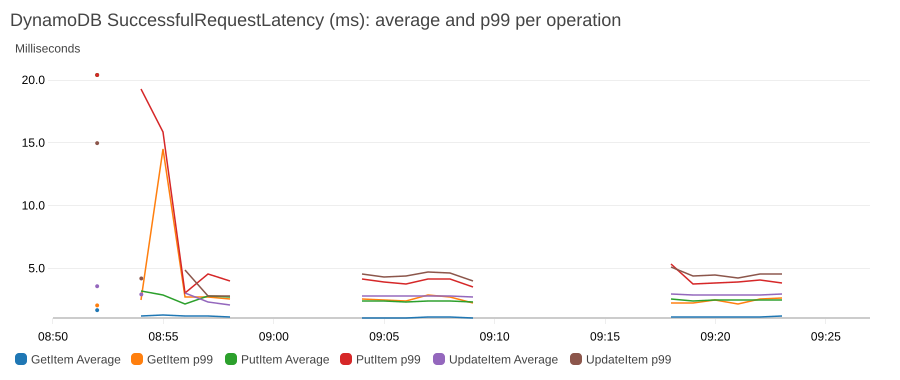 DynamoDB SuccessfulRequestLatency (ms): average and p99 per operation
Milliseconds
20.0
15.0
10.0
5.0
08:50 08:55 09:00 09:05 09:10 09:15 09:20 09:25
GetItem Average GetItem p99 PutItem Average PutItem p99 UpdateItem Average UpdateItem p99